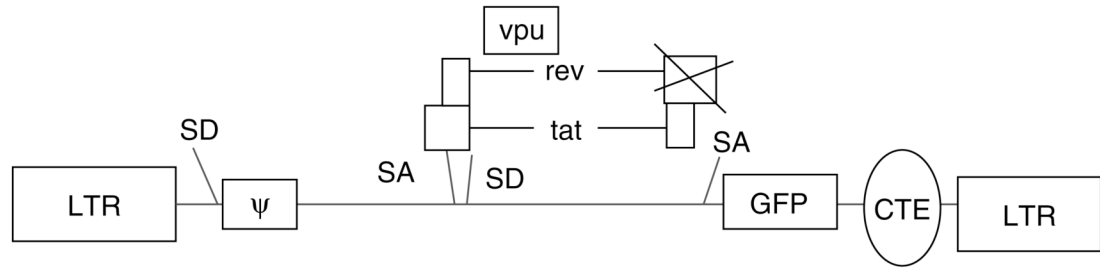 vpu
rev
tat
SD
SA
SD
SA
LTR
ψ
GFP
CTE
LTR